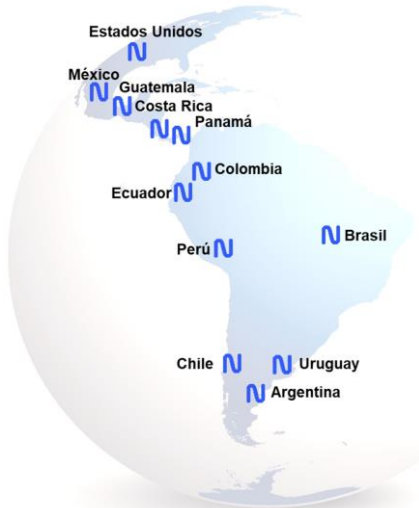 Estados Unidos
México
Guatemala
Costa Rica
Panamá
Colombia
Ecuador
Brasil
Perú
Chile
Uruguay
Argentina